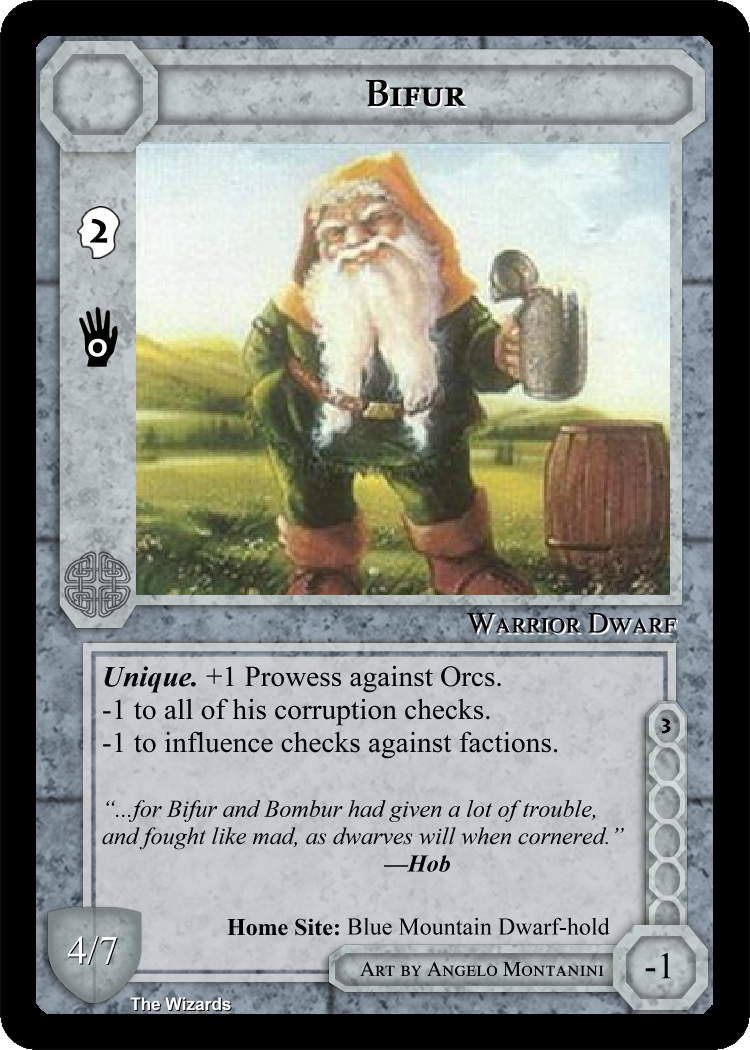 Bifur
2
0
Warrior Dwarf
Unique. +1 Prowess against Orcs.
-1 to all of his corruption checks.
-1 to influence checks against factions.
3
“...for Bifur and Bombur had given a lot of trouble,
and fought like mad, as dwarves will when cornered.”
—Hob
Home Site: Blue Mountain Dwarf-hold
4/7
Art by Angelo Montanini
-1
The Wizards